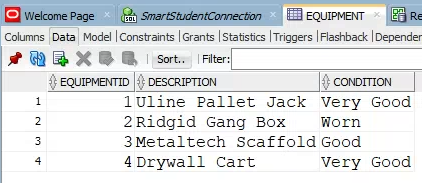 Welcome Page SmartStudentConnection EQUIPMENT Re
Columns Data Model Constraints Grants Statistics Triggers Flashback Dependen
Sort.. Filter:
EQUIPMENTID DESCRIPTION CONDITION
1 1 Uline Pallet Jack Very Good
2 2 Ridgid Gang Box Worn
3 3 Metaltech Scaffold Good
4 4 Drywall Cart Very Good